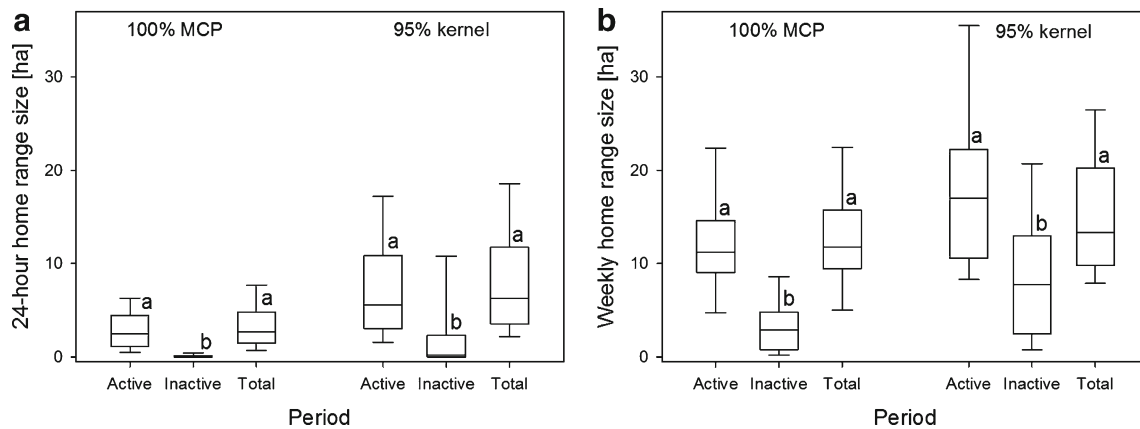 a
100% MCP 95% kernel
24-hour home range size [ha]
30
20
10
0
a b a a b a
Active Inactive Total Active Inactive Total
Period
b
100% MCP 95% kernel
Weekly home range size [ha]
30
20
10
0
a b a a b a
Active Inactive Total Active Inactive Total
Period